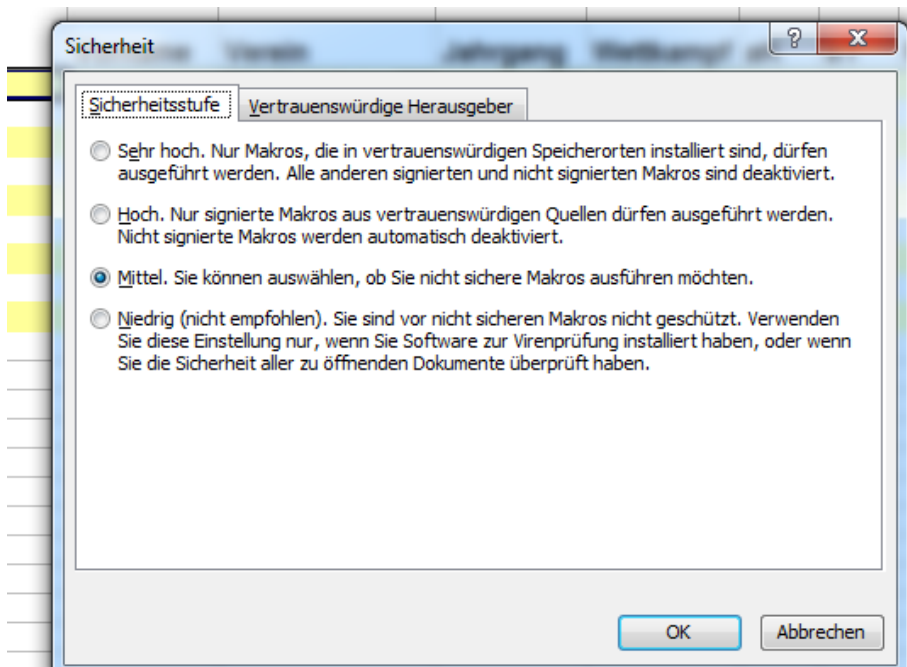 Sicherheit
Verein Jahrgang Wettkampf
Sicherheitsstufe Vertrauenswürdige Herausgeber
Sehr hoch. Nur Makros, die in vertrauenswürdigen Speicherorten installiert sind, dürfen
ausgeführt werden. Alle anderen signierten und nicht signierten Makros sind deaktiviert.
Hoch. Nur signierte Makros aus vertrauenswürdigen Quellen dürfen ausgeführt werden.
Nicht signierte Makros werden automatisch deaktiviert.
Mittel. Sie können auswählen, ob Sie nicht sichere Makros ausführen möchten.
Niedrig (nicht empfohlen). Sie sind vor nicht sicheren Makros nicht geschützt. Verwenden
Sie diese Einstellung nur, wenn Sie Software zur Virenprüfung installiert haben, oder wenn
Sie die Sicherheit aller zu öffnenden Dokumente überprüft haben.
OK Abbrechen